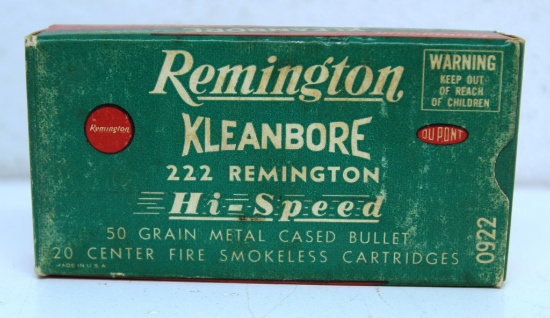 KLEANBORE
Remington
WARNING
KEEP OUT
OF REACH
OF CHILDREN
Remington
KLEANBORE
DU PONT
222 REMINGTON
Hi-Speed
50 GRAIN METAL CASED BULLET
20 CENTER FIRE SMOKELESS CARTRIDGES
0922
MADE IN U.S.A.